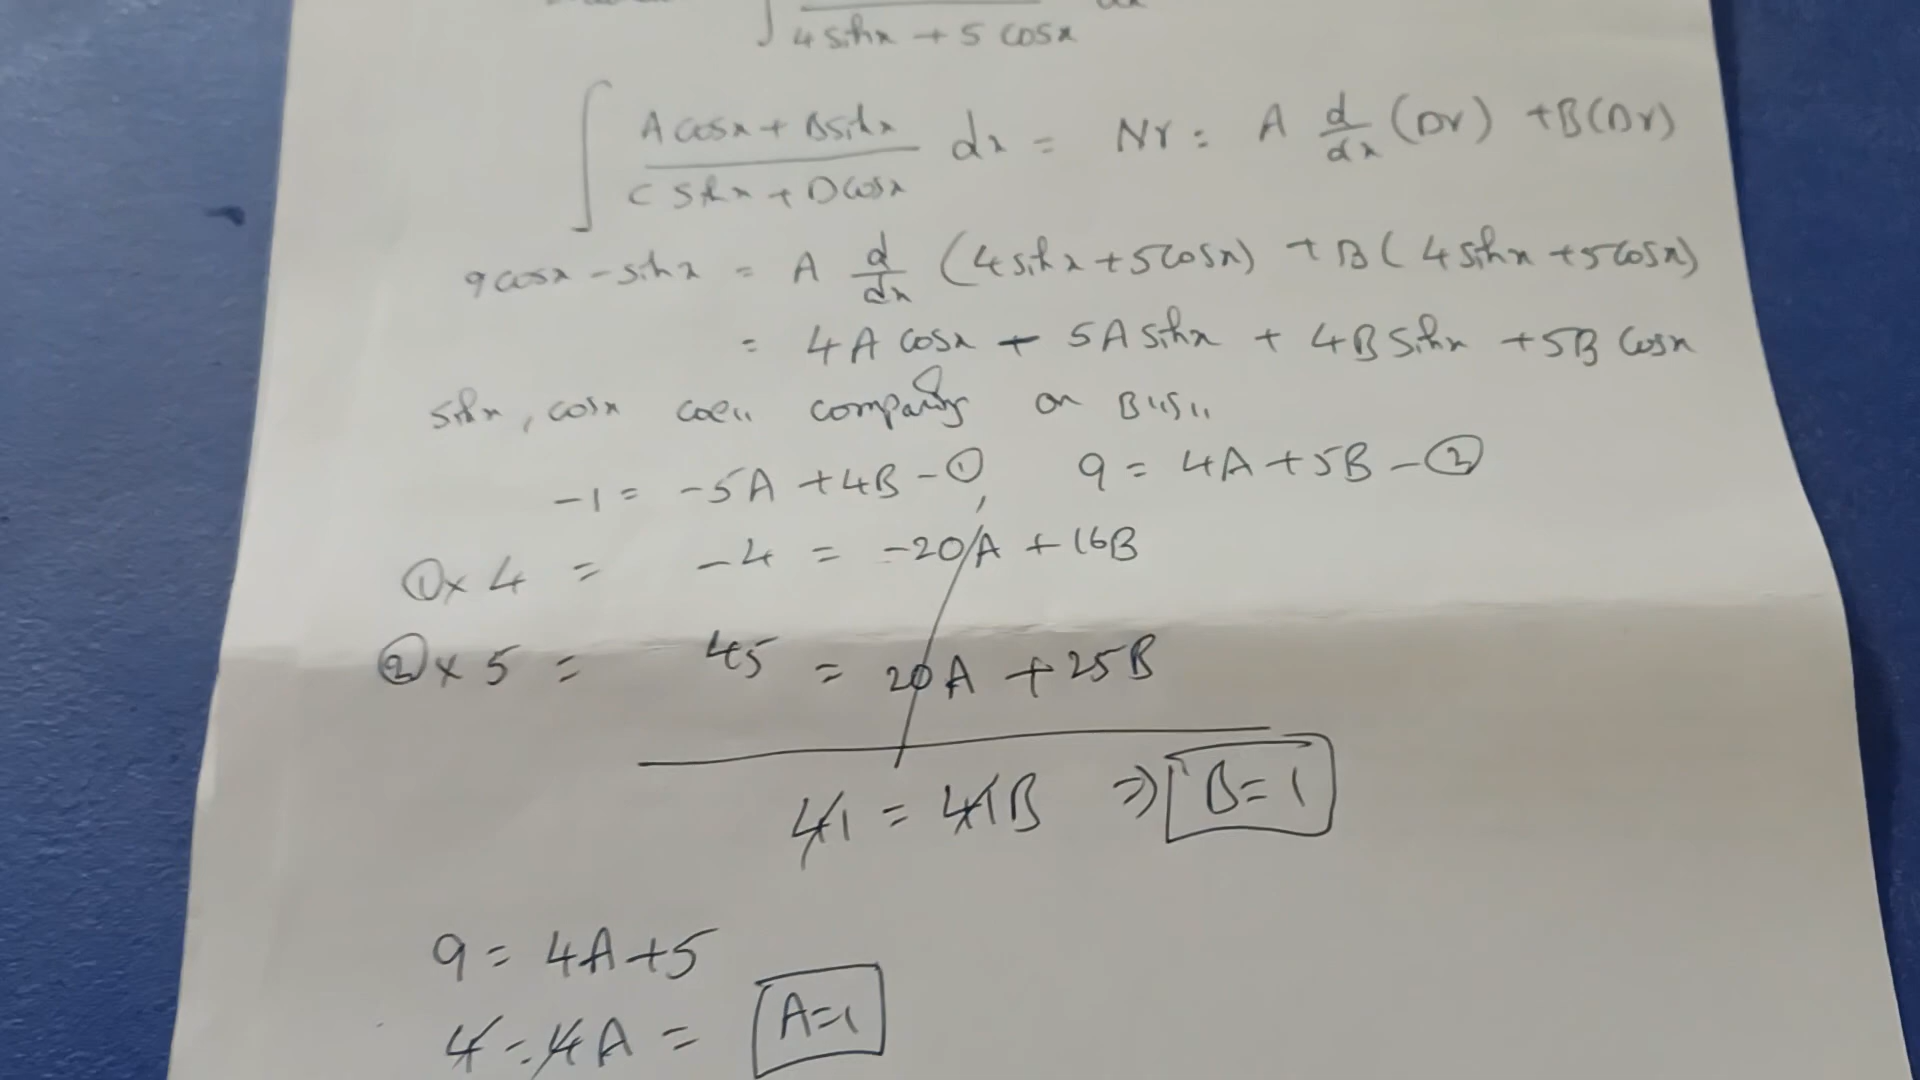 ∫ 4 sinx + 5 cosx
∫ (A cosx + B sinx)/(C sinx + D cosx) dx = Nr = A d/dx (Dr) + B(Dr)
9 cosx - sinx = A d/dx (4 sinx + 5 cosx) + B (4 sinx + 5 cosx)
= 4A cosx + 5A sinx + 4B sinx + 5B cosx
sinx, cosx coe,, comparing on B,,S,,
-1 = -5A + 4B - ① 9 = 4A + 5B - ②
① x 4 = -4 = -20A + 16B
② x 5 = 45 = 20A + 25B
41 = 41B ⇒ B = 1
9 = 4A + 5
4 = 4A = A = 1